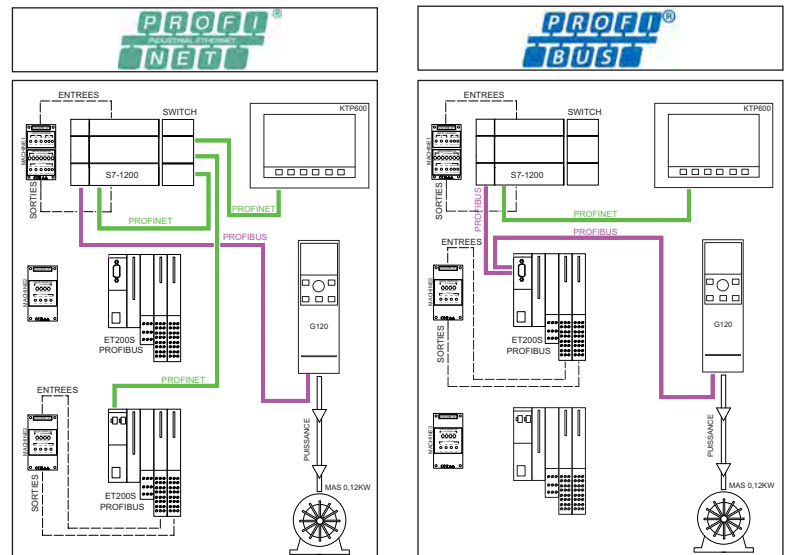 PROFI®
INDUSTRIAL ETHERNET
NET
ENTREES
SWITCH
KTP600
MACHINE1
S7-1200
SORTIES
PROFINET
PROFINET
PROFIBUS
MACHINE2
ET200S
PROFIBUS
G120
PROFINET
ENTREES
MACHINE3
SORTIES
ET200S
PROFIBUS
PUISSANCE
MAS 0,12KW
PROFI®
BUS
ENTREES
SWITCH
KTP600
MACHINE1
S7-1200
SORTIES
PROFIBUS
PROFINET
PROFIBUS
ENTREES
MACHINE2
SORTIES
ET200S
PROFIBUS
G120
MACHINE3
PUISSANCE
MAS 0,12KW